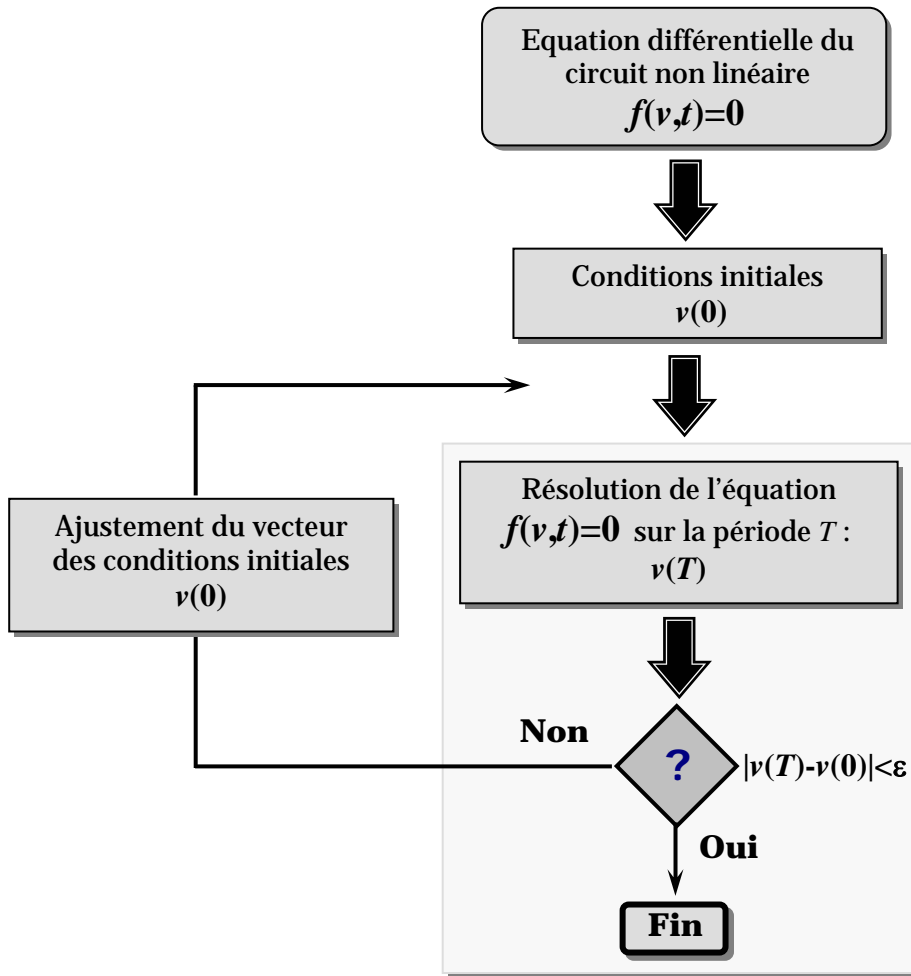 Equation différentielle du
circuit non linéaire
f(v,t)=0
Conditions initiales
v(0)
Résolution de l'équation
f(v,t)=0 sur la période T :
v(T)
Ajustement du vecteur
des conditions initiales
v(0)
Non
?
|v(T)-v(0)|<ε
Oui
Fin